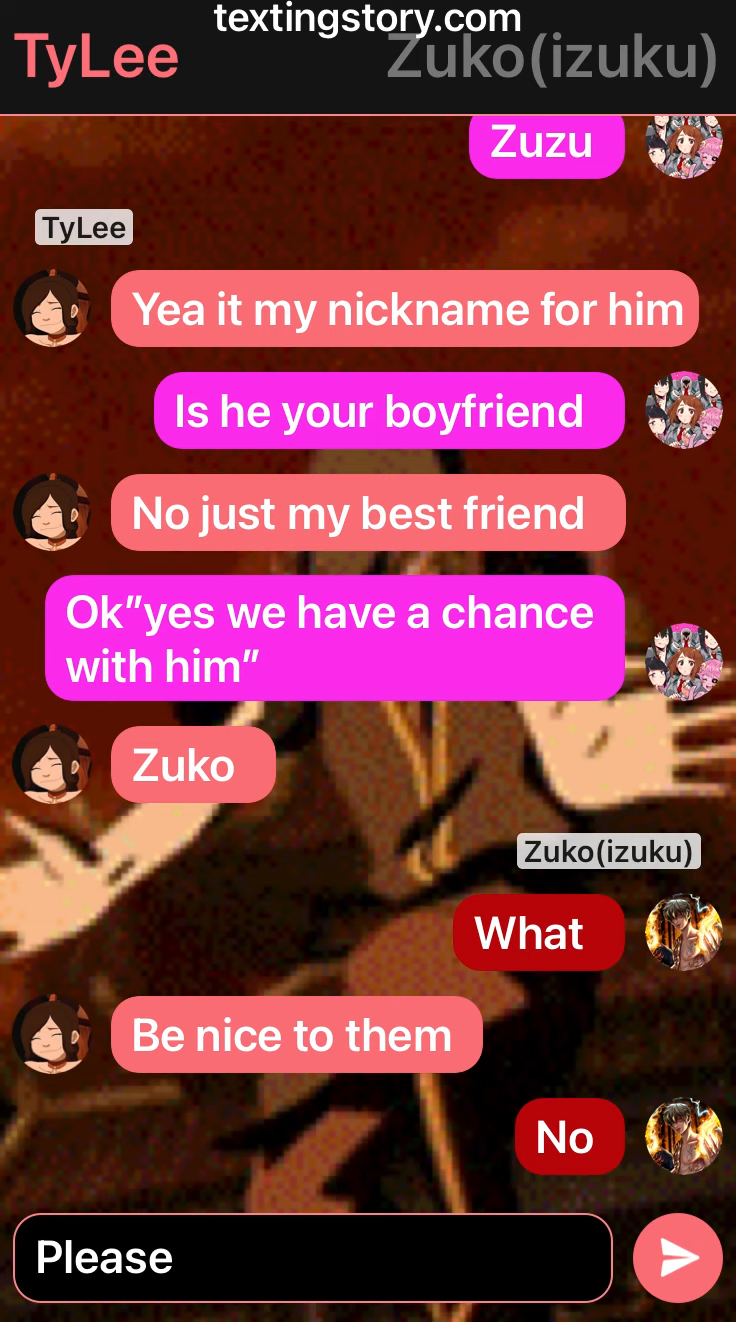 textingstory.com
TyLee
Zuko(izuku)
Zuzu
TyLee
Yea it my nickname for him
Is he your boyfriend
No just my best friend
Ok”yes we have a chance
with him”
Zuko
Zuko(izuku)
What
Be nice to them
No
Please